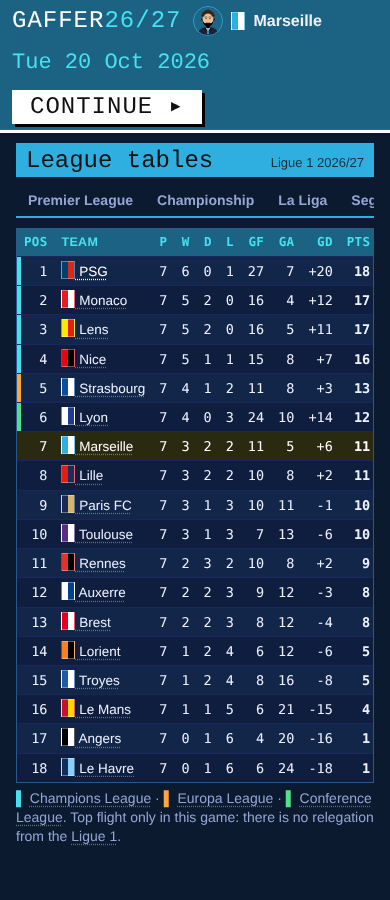 GAFFER26/27 Marseille
Tue 20 Oct 2026
CONTINUE ►
League tables Ligue 1 2026/27
Premier League Championship La Liga Seg
POS TEAM P W D L GF GA GD PTS
1 PSG 7 6 0 1 27 7 +20 18
2 Monaco 7 5 2 0 16 4 +12 17
3 Lens 7 5 2 0 16 5 +11 17
4 Nice 7 5 1 1 15 8 +7 16
5 Strasbourg 7 4 1 2 11 8 +3 13
6 Lyon 7 4 0 3 24 10 +14 12
7 Marseille 7 3 2 2 11 5 +6 11
8 Lille 7 3 2 2 10 8 +2 11
9 Paris FC 7 3 1 3 10 11 -1 10
10 Toulouse 7 3 1 3 7 13 -6 10
11 Rennes 7 2 3 2 10 8 +2 9
12 Auxerre 7 2 2 3 9 12 -3 8
13 Brest 7 2 2 3 8 12 -4 8
14 Lorient 7 1 2 4 6 12 -6 5
15 Troyes 7 1 2 4 8 16 -8 5
16 Le Mans 7 1 1 5 6 21 -15 4
17 Angers 7 0 1 6 4 20 -16 1
18 Le Havre 7 0 1 6 6 24 -18 1
Champions League · Europa League · Conference
League. Top flight only in this game: there is no relegation
from the Ligue 1.